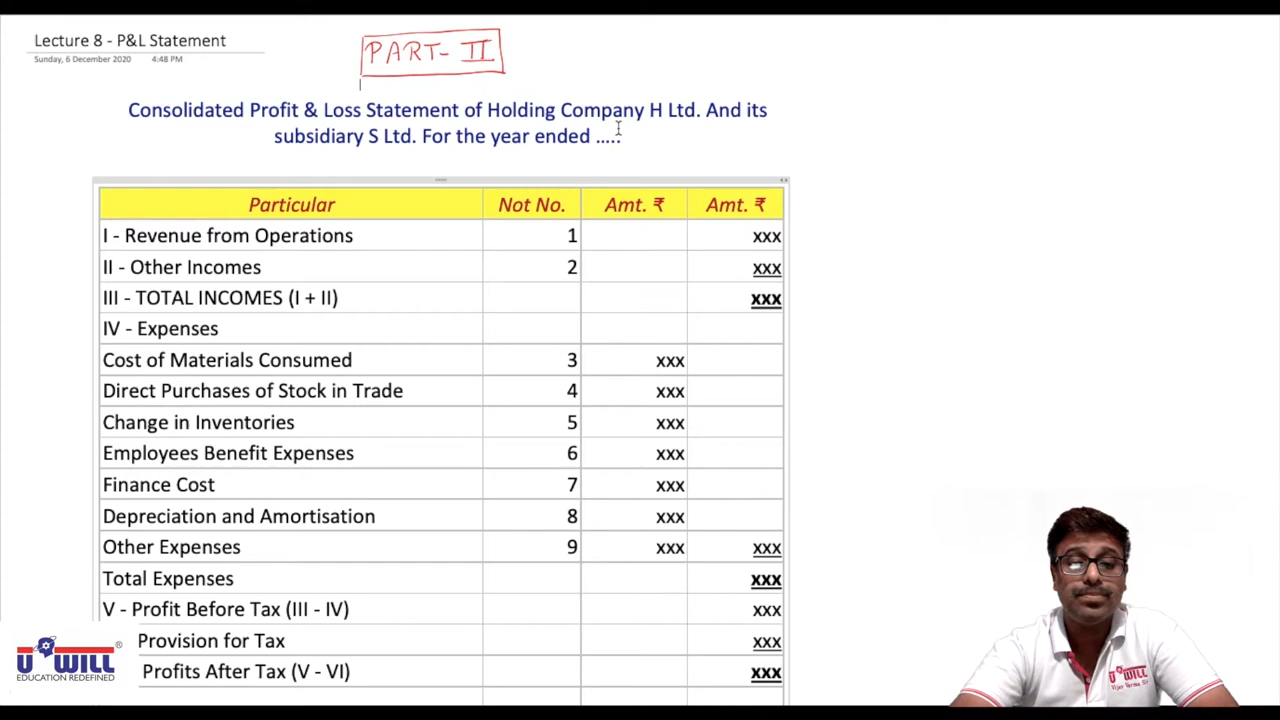 Lecture 8 - P&L Statement
Sunday, 6 December 2020 4:48 PM
PART-II
Consolidated Profit & Loss Statement of Holding Company H Ltd. And its
subsidiary S Ltd. For the year ended .....
Particular Not No. Amt. ₹ Amt. ₹
I - Revenue from Operations 1 xxx
II - Other Incomes 2 xxx
III - TOTAL INCOMES (I + II) xxx
IV - Expenses
Cost of Materials Consumed 3 xxx
Direct Purchases of Stock in Trade 4 xxx
Change in Inventories 5 xxx
Employees Benefit Expenses 6 xxx
Finance Cost 7 xxx
Depreciation and Amortisation 8 xxx
Other Expenses 9 xxx xxx
Total Expenses xxx
V - Profit Before Tax (III - IV) xxx
Provision for Tax xxx
Profits After Tax (V - VI) xxx
U WILL ®
EDUCATION REDEFINED
U WILL
Vijay Verma Sir